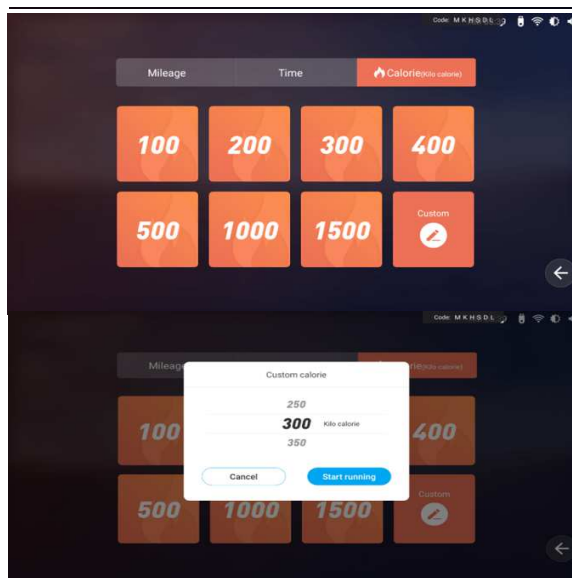 Code: M K H S D L
Mileage Time Calorie(Kilo calorie)
100 200 300 400
Custom
500 1000 1500
Code: M K H S D L
Custom calorie
250
300 Kilo calorie
350
100 400
Cancel Start running
Custom
500 1000 1500